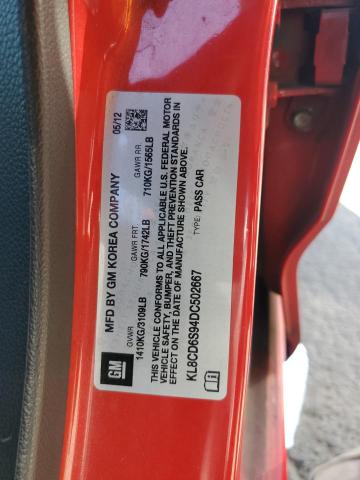 GM
MFD BY GM KOREA COMPANY 05/12
GVWR GAWR FRT. GAWR RR.
1410KG/3109LB 790KG/1742LB 710KG/1565LB
THIS VEHICLE CONFORMS TO ALL APPLICABLE U.S. FEDERAL MOTOR
VEHICLE SAFETY, BUMPER, AND THEFT PREVENTION STANDARDS IN
EFFECT ON THE DATE OF MANUFACTURE SHOWN ABOVE.
KL8CD6S94DC502667 TYPE: PASS CAR